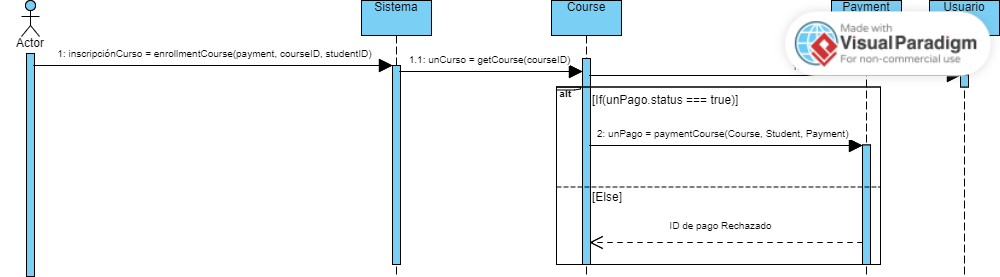 Sistema
Course
Payment
Usuario
Actor
Made with
VisualParadigm
For non-commercial use
1: inscripciónCurso = enrollmentCourse(payment, courseID, studentID)
1.1: unCurso = getCourse(courseID)
alt
[If(unPago.status === true)]
2: unPago = paymentCourse(Course, Student, Payment)
[Else]
ID de pago Rechazado